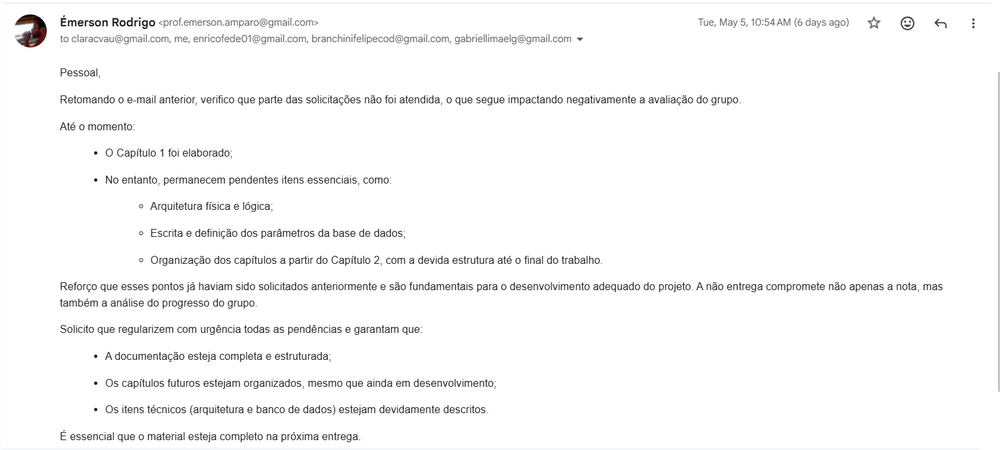 Émerson Rodrigo <prof.emerson.amparo@gmail.com>
Tue, May 5, 10:54 AM (6 days ago)
to claracvau@gmail.com, me, enricofede01@gmail.com, branchinifelipecod@gmail.com, gabriellimaelg@gmail.com
Pessoal,
Retomando o e-mail anterior, verifico que parte das solicitações não foi atendida, o que segue impactando negativamente a avaliação do grupo.
Até o momento:
• O Capítulo 1 foi elaborado;
• No entanto, permanecem pendentes itens essenciais, como:
◦ Arquitetura física e lógica;
◦ Escrita e definição dos parâmetros da base de dados;
◦ Organização dos capítulos a partir do Capítulo 2, com a devida estrutura até o final do trabalho.
Reforço que esses pontos já haviam sido solicitados anteriormente e são fundamentais para o desenvolvimento adequado do projeto. A não entrega compromete não apenas a nota, mas
também a análise do progresso do grupo.
Solicito que regularizem com urgência todas as pendências e garantam que:
• A documentação esteja completa e estruturada;
• Os capítulos futuros estejam organizados, mesmo que ainda em desenvolvimento;
• Os itens técnicos (arquitetura e banco de dados) estejam devidamente descritos.
É essencial que o material esteja completo na próxima entrega.